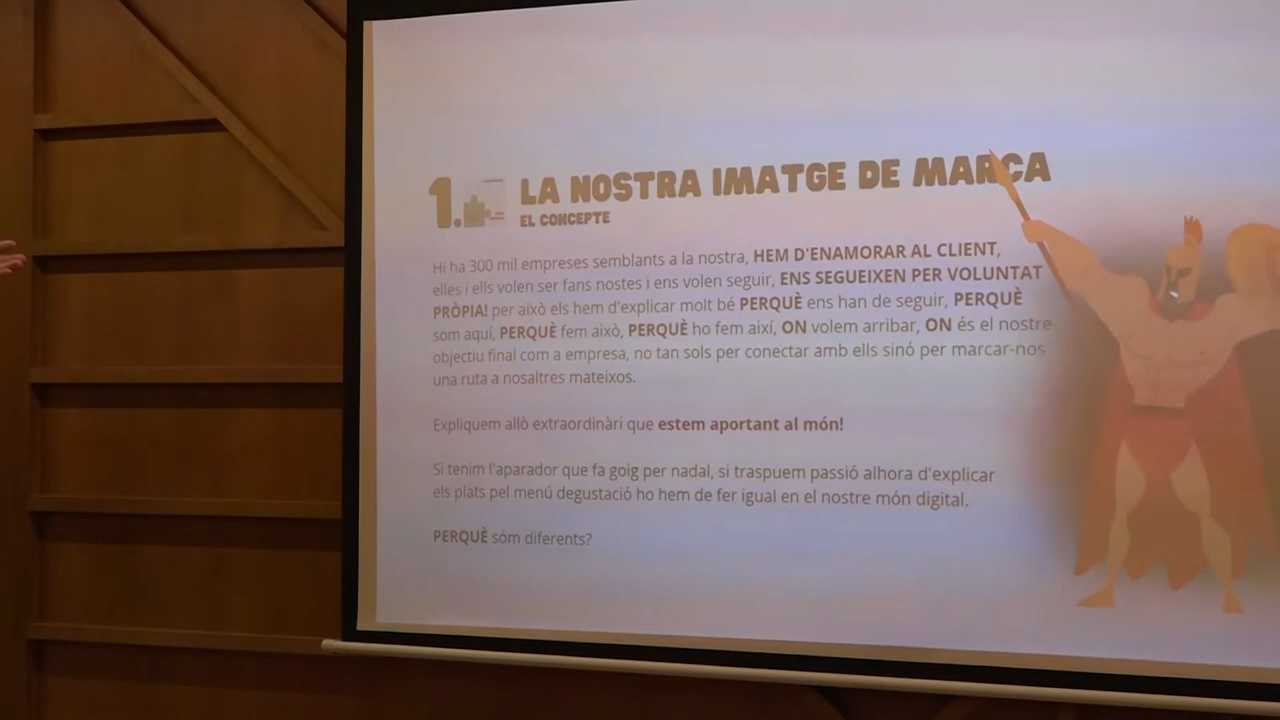 1. LA NOSTRA IMATGE DE MARCA
EL CONCEPTE
Hi ha 300 mil empreses semblants a la nostra, HEM D'ENAMORAR AL CLIENT,
elles i ells volen ser fans nostes i ens volen seguir, ENS SEGUEIXEN PER VOLUNTAT
PRÒPIA! per això els hem d'explicar molt bé PERQUÈ ens han de seguir, PERQUÈ
som aquí, PERQUÈ fem això, PERQUÈ ho fem així, ON volem arribar, ON és el nostre
objectiu final com a empresa, no tan sols per conectar amb ells sinó per marcar-nos
una ruta a nosaltres mateixos.
Expliquem allò extraordinàri que estem aportant al món!
Si tenim l'aparador que fa goig per nadal, si traspuem passió alhora d'explicar
els plats pel menú degustació ho hem de fer igual en el nostre món digital.
PERQUÈ sóm diferents?